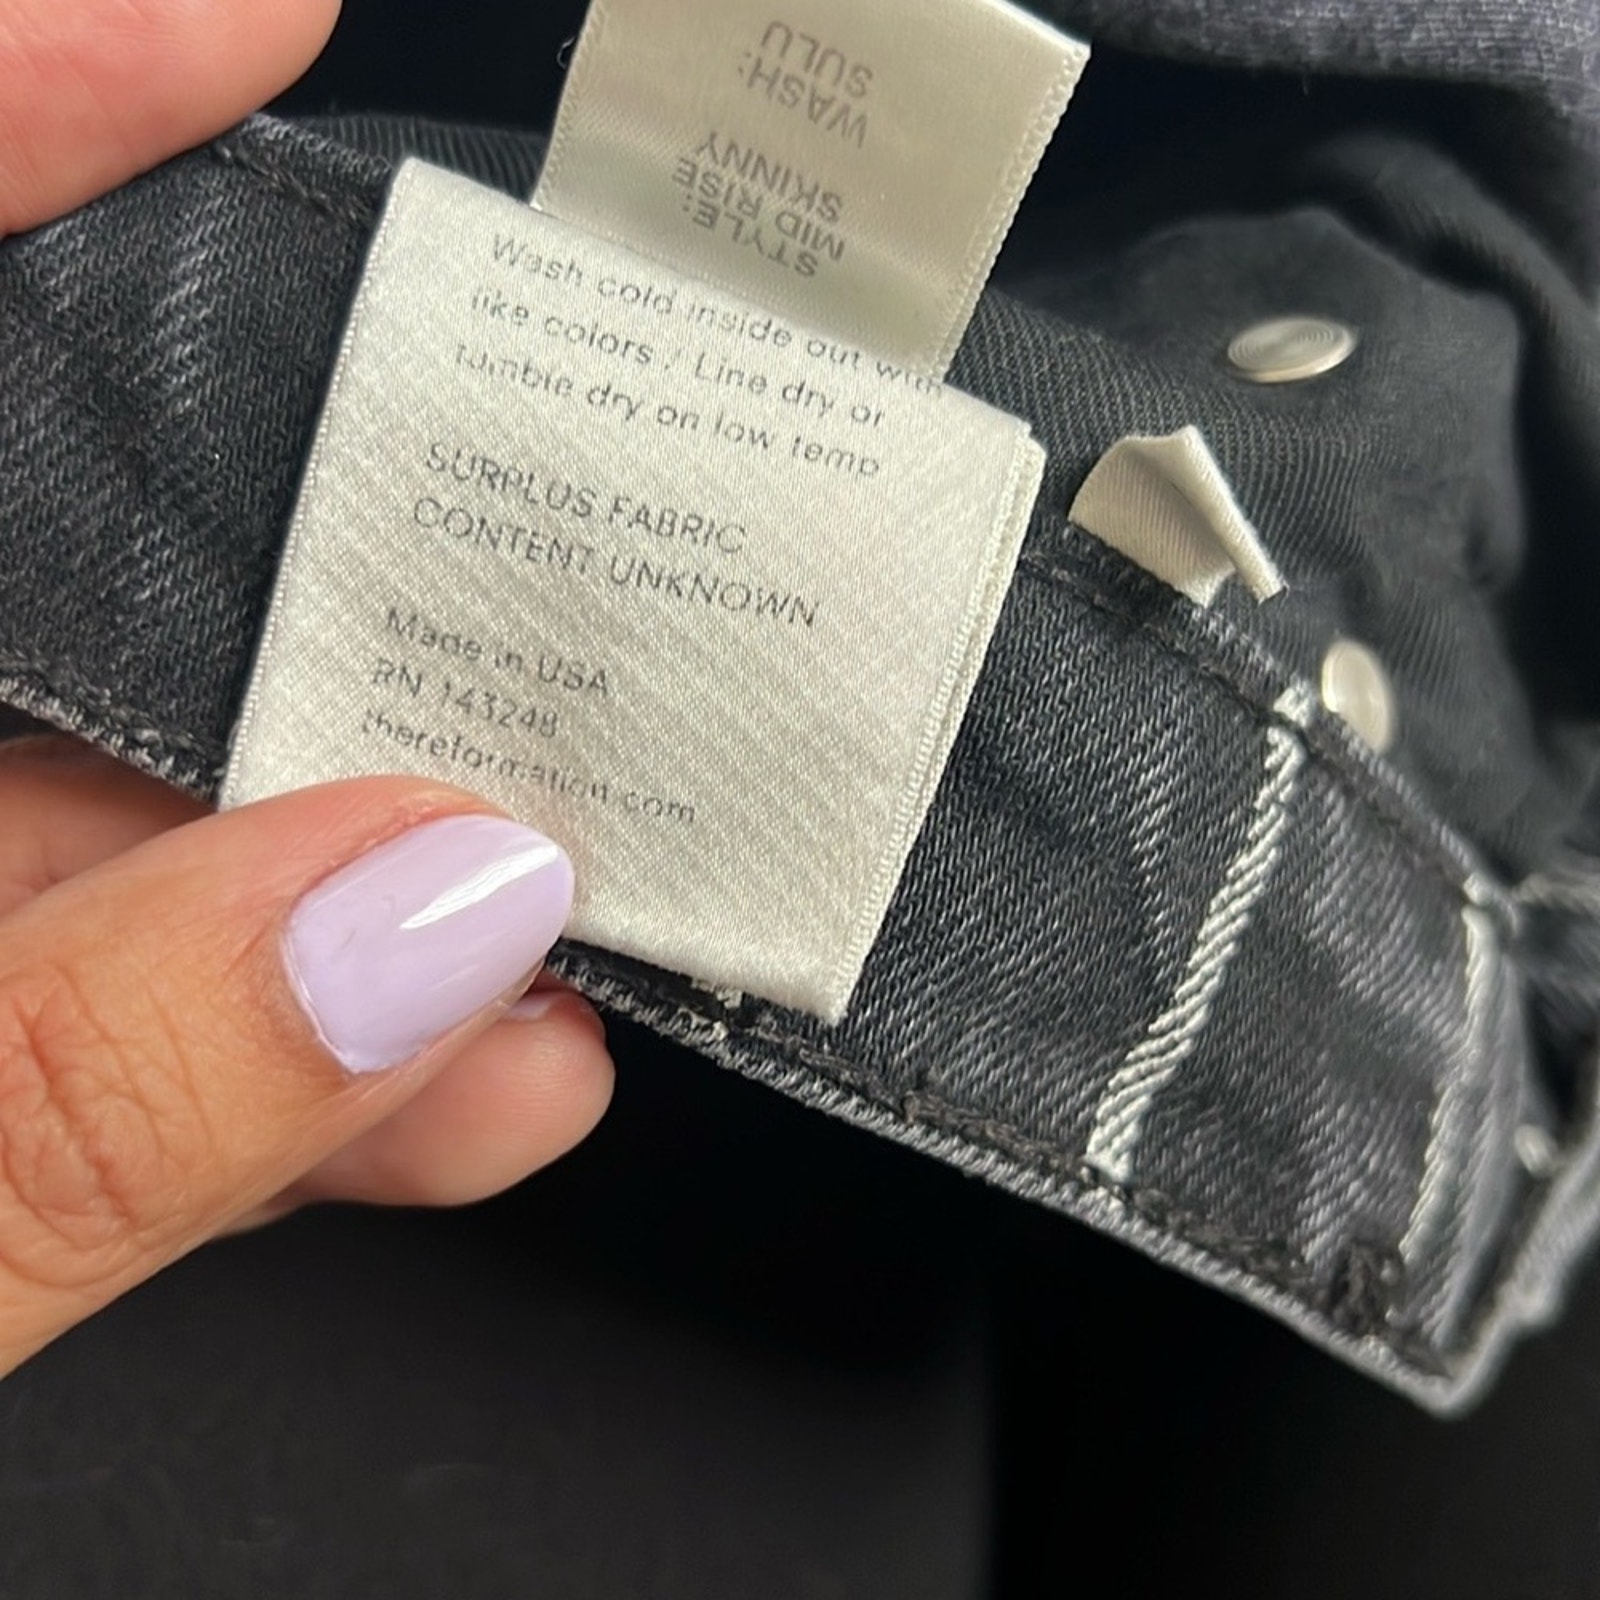 STYLE:
MID RISE
SKINNY
WASH:
SULU
Wash cold inside out with
like colors / Line dry or
tumble dry on low temp
SURPLUS FABRIC
CONTENT UNKNOWN
Made in USA
RN 143248
thereformation.com